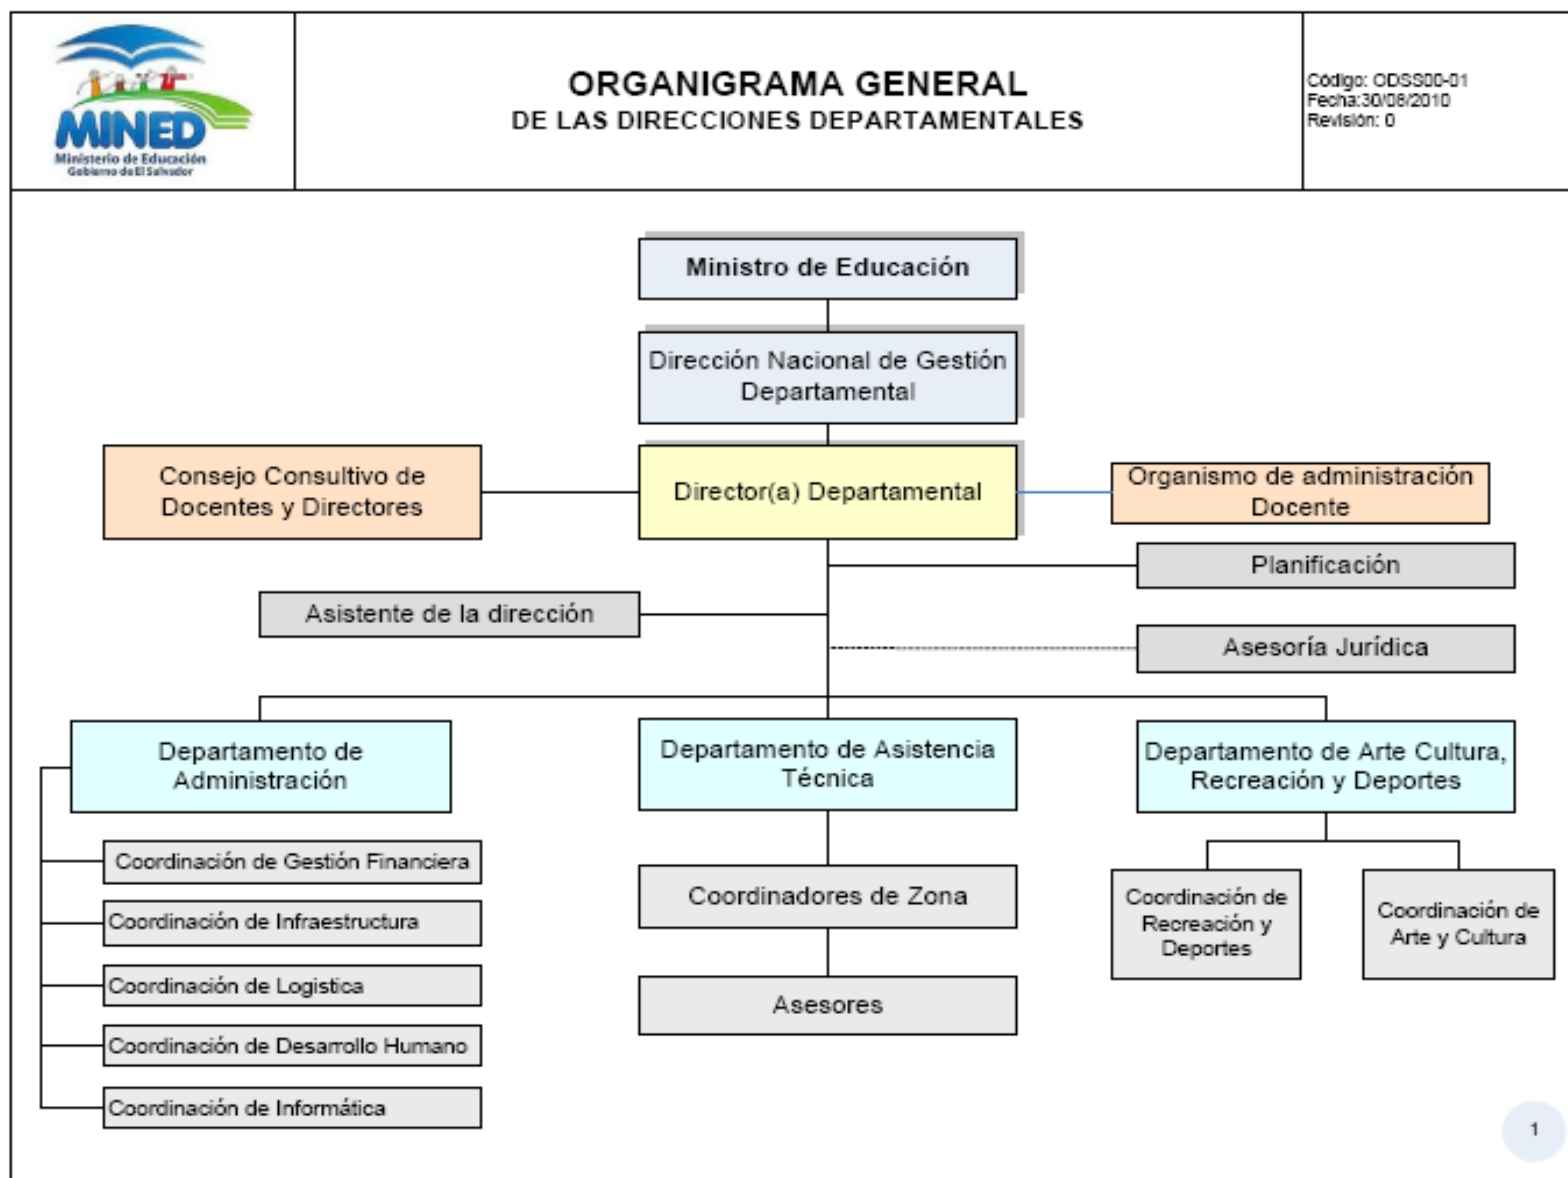 MINED
Ministerio de Educación
Gobierno de El Salvador
ORGANIGRAMA GENERAL
DE LAS DIRECCIONES DEPARTAMENTALES
Código: ODSS00-01
Fecha:30/08/2010
Revisión: 0
Ministro de Educación
Dirección Nacional de Gestión
Departamental
Consejo Consultivo de
Docentes y Directores
Director(a) Departamental
Organismo de administración
Docente
Planificación
Asistente de la dirección
Asesoría Jurídica
Departamento de
Administración
Departamento de Asistencia
Técnica
Departamento de Arte Cultura,
Recreación y Deportes
Coordinación de Gestión Financiera
Coordinación de Infraestructura
Coordinación de Logistica
Coordinación de Desarrollo Humano
Coordinación de Informática
Coordinadores de Zona
Asesores
Coordinación de
Recreación y
Deportes
Coordinación de
Arte y Cultura
1